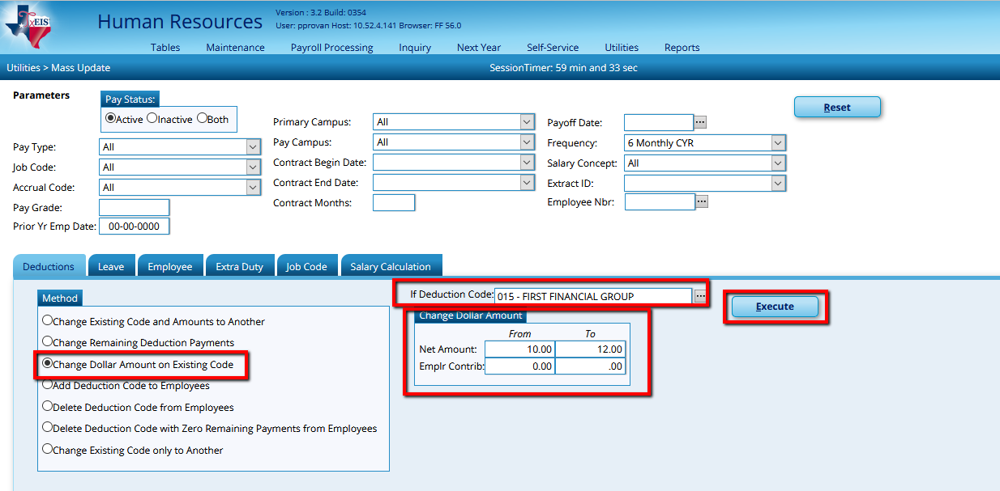 TxEIS
Human Resources
Version : 3.2 Build: 0354
User: pprovan Host: 10.52.4.141 Browser: FF 56.0
Tables Maintenance Payroll Processing Inquiry Next Year Self-Service Utilities Reports
Utilities > Mass Update SessionTimer: 59 min and 33 sec
Parameters
Pay Status:
Active Inactive Both
Pay Type: All
Job Code: All
Accrual Code: All
Pay Grade:
Prior Yr Emp Date: 00-00-0000
Primary Campus: All
Pay Campus: All
Contract Begin Date:
Contract End Date:
Contract Months:
Payoff Date: ...
Frequency: 6 Monthly CYR
Salary Concept: All
Extract ID:
Employee Nbr: ...
Reset
Deductions Leave Employee Extra Duty Job Code Salary Calculation
Method
Change Existing Code and Amounts to Another
Change Remaining Deduction Payments
Change Dollar Amount on Existing Code
Add Deduction Code to Employees
Delete Deduction Code from Employees
Delete Deduction Code with Zero Remaining Payments from Employees
Change Existing Code only to Another
If Deduction Code: 015 - FIRST FINANCIAL GROUP ...
Change Dollar Amount
From To
Net Amount: 10.00 12.00
Emplr Contrib: 0.00 .00
Execute